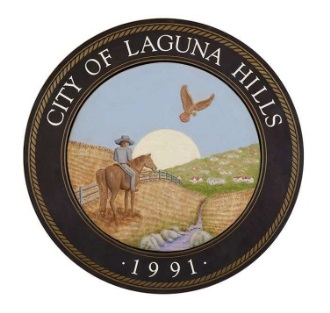 CITY OF LAGUNA HILLS
· 1991 ·